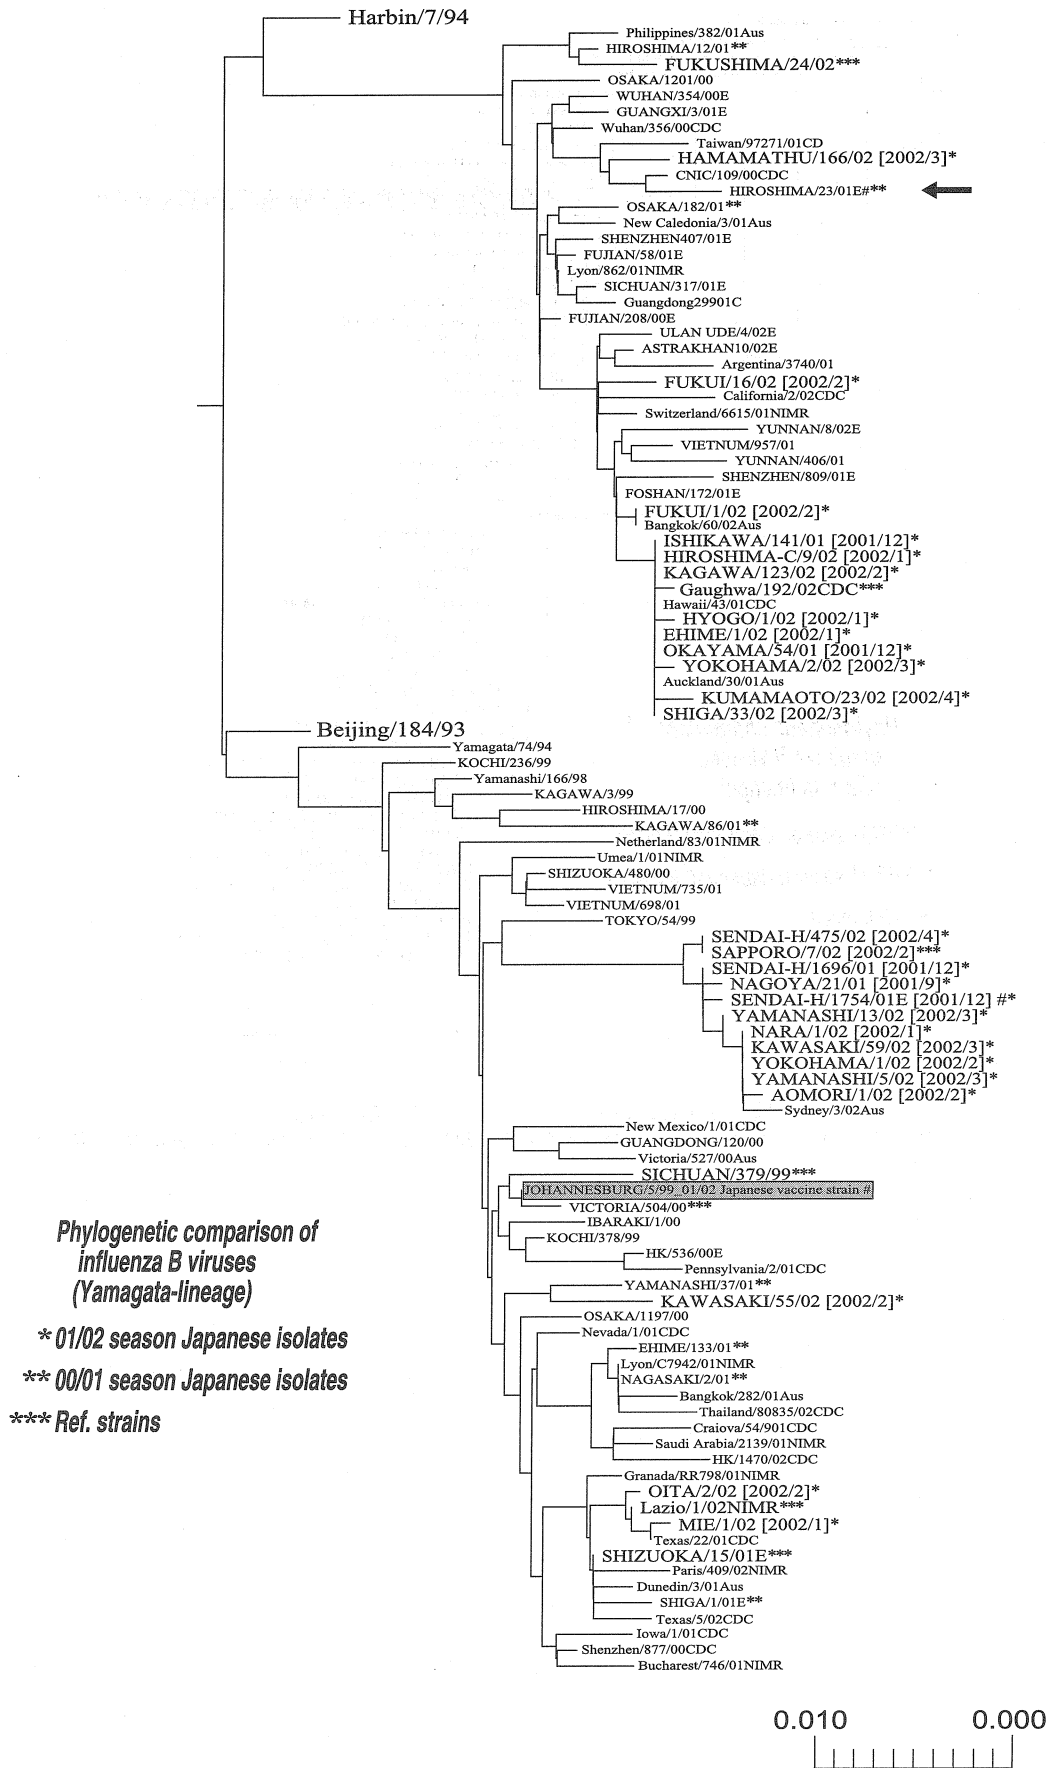 Harbin/7/94
Philippines/382/01Aus
HIROSHIMA/12/01**
FUKUSHIMA/24/02***
OSAKA/1201/00
WUHAN/354/00E
GUANGXI/3/01E
Wuhan/356/00CDC
Taiwan/97271/01CD
HAMAMATHU/166/02 [2002/3]*
CNIC/109/00CDC
HIROSHIMA/23/01E#**
OSAKA/182/01**
New Caledonia/3/01Aus
SHENZHEN407/01E
FUJIAN/58/01E
Lyon/862/01NIMR
SICHUAN/317/01E
Guangdong29901C
FUJIAN/208/00E
ULAN UDE/4/02E
ASTRAKHAN10/02E
Argentina/3740/01
FUKUI/16/02 [2002/2]*
California/2/02CDC
Switzerland/6615/01NIMR
YUNNAN/8/02E
VIETNUM/957/01
YUNNAN/406/01
SHENZHEN/809/01E
FOSHAN/172/01E
FUKUI/1/02 [2002/2]*
Bangkok/60/02Aus
ISHIKAWA/141/01 [2001/12]*
HIROSHIMA-C/9/02 [2002/1]*
KAGAWA/123/02 [2002/2]*
Gaughwa/192/02CDC***
Hawaii/43/01CDC
HYOGO/1/02 [2002/1]*
EHIME/1/02 [2002/1]*
OKAYAMA/54/01 [2001/12]*
YOKOHAMA/2/02 [2002/3]*
Auckland/30/01Aus
KUMAMAOTO/23/02 [2002/4]*
SHIGA/33/02 [2002/3]*
Beijing/184/93
Yamagata/74/94
KOCHI/236/99
Yamanashi/166/98
KAGAWA/3/99
HIROSHIMA/17/00
KAGAWA/86/01**
Netherland/83/01NIMR
Umea/1/01NIMR
SHIZUOKA/480/00
VIETNUM/735/01
VIETNUM/698/01
TOKYO/54/99
SENDAI-H/475/02 [2002/4]*
SAPPORO/7/02 [2002/2]***
SENDAI-H/1696/01 [2001/12]*
NAGOYA/21/01 [2001/9]*
SENDAI-H/1754/01E [2001/12] #*
YAMANASHI/13/02 [2002/3]*
NARA/1/02 [2002/1]*
KAWASAKI/59/02 [2002/3]*
YOKOHAMA/1/02 [2002/2]*
YAMANASHI/5/02 [2002/3]*
AOMORI/1/02 [2002/2]*
Sydney/3/02Aus
New Mexico/1/01CDC
GUANGDONG/120/00
Victoria/527/00Aus
SICHUAN/379/99***
JOHANNESBURG/5/99_01/02 Japanese vaccine strain #
VICTORIA/504/00***
IBARAKI/1/00
KOCHI/378/99
HK/536/00E
Pennsylvania/2/01CDC
YAMANASHI/37/01**
KAWASAKI/55/02 [2002/2]*
OSAKA/1197/00
Nevada/1/01CDC
EHIME/133/01**
Lyon/C7942/01NIMR
NAGASAKI/2/01**
Bangkok/282/01Aus
Thailand/80835/02CDC
Craiova/54/901CDC
Saudi Arabia/2139/01NIMR
HK/1470/02CDC
Granada/RR798/01NIMR
OITA/2/02 [2002/2]*
Lazio/1/02NIMR***
MIE/1/02 [2002/1]*
Texas/22/01CDC
SHIZUOKA/15/01E***
Paris/409/02NIMR
Dunedin/3/01Aus
SHIGA/1/01E**
Texas/5/02CDC
Iowa/1/01CDC
Shenzhen/877/00CDC
Bucharest/746/01NIMR
Phylogenetic comparison of
influenza B viruses
(Yamagata-lineage)
* 01/02 season Japanese isolates
** 00/01 season Japanese isolates
*** Ref. strains
0.010 0.000